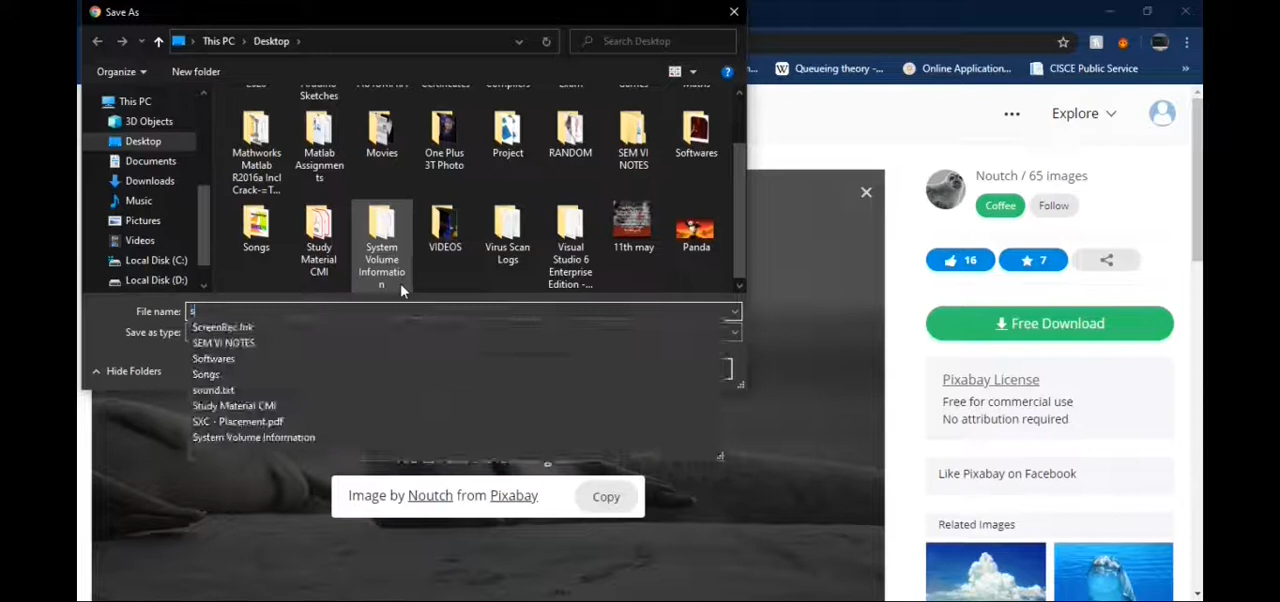 Save As
This PC
Desktop
Search Desktop
Organize
New folder
Queueing theory -...
Online Application...
CISCE Public Service
»
This PC
3D Objects
Desktop
Documents
Downloads
Music
Pictures
Videos
Local Disk (C:)
Local Disk (D:)
Arduino
Sketches
Mathworks
Matlab
R2016a Incl
Crack-=T...
Matlab
Assignmen
ts
Movies
One Plus
3T Photo
Project
RANDOM
SEM VI
NOTES
Softwares
Songs
Study
Material
CMI
System
Volume
Informatio
n
VIDEOS
Virus Scan
Logs
Visual
Studio 6
Enterprise
Edition -...
11th may
Panda
File name:
s
Save as type:
ScreenRec.lnk
SEM VI NOTES
Softwares
Songs
sound.txt
Study Material CMI
SXC - Placement.pdf
System Volume Information
Hide Folders
Image by Noutch from Pixabay
Copy
Explore
Noutch / 65 images
Coffee
Follow
16
7
Free Download
Pixabay License
Free for commercial use
No attribution required
Like Pixabay on Facebook
Related Images